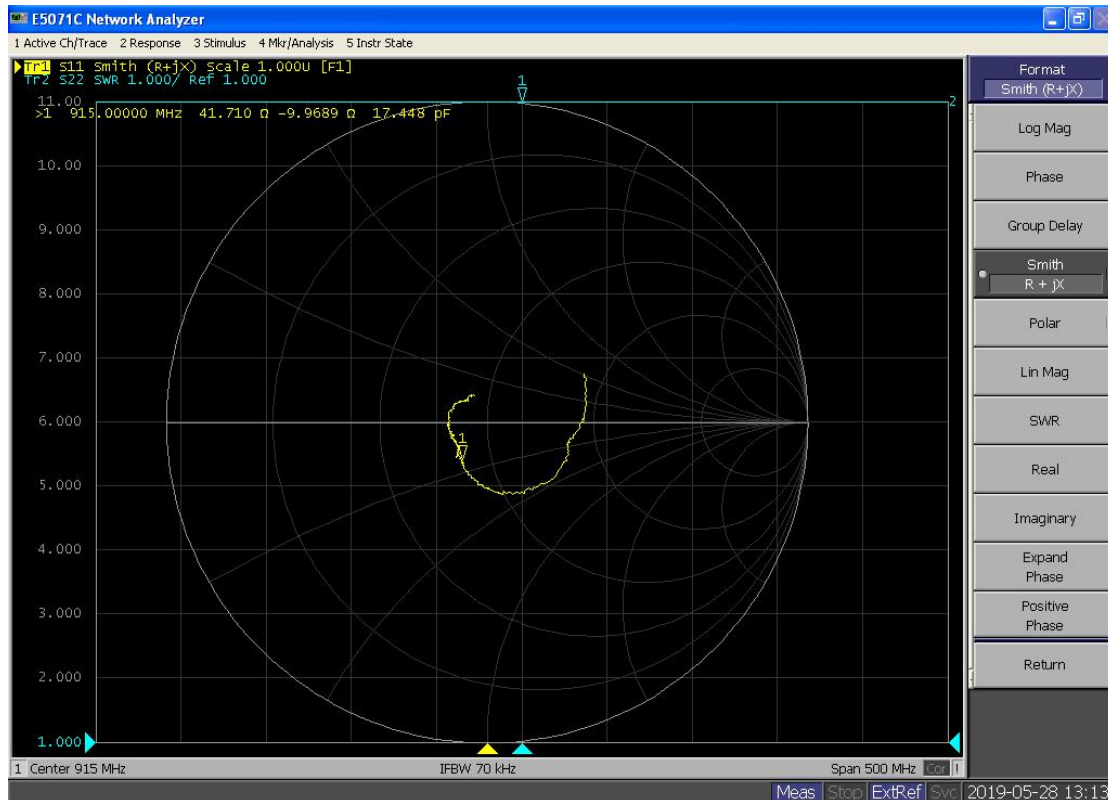 E5071C Network Analyzer
1 Active Ch/Trace 2 Response 3 Stimulus 4 Mkr/Analysis 5 Instr State
Tr1 S11 Smith (R+jX) Scale 1.000U [F1]
Tr2 S22 SWR 1.000/ Ref 1.000
1
2
11.00
>1 915.00000 MHz 41.710 Ω -9.9689 Ω 17.448 pF
10.00
9.000
8.000
7.000
6.000
1
5.000
4.000
3.000
2.000
1.000
1 Center 915 MHz IFBW 70 kHz Span 500 MHz Cor !
Meas Stop ExtRef Svc 2019-05-28 13:13
Format
Smith (R+jX)
Log Mag
Phase
Group Delay
Smith
R + jX
Polar
Lin Mag
SWR
Real
Imaginary
Expand
Phase
Positive
Phase
Return